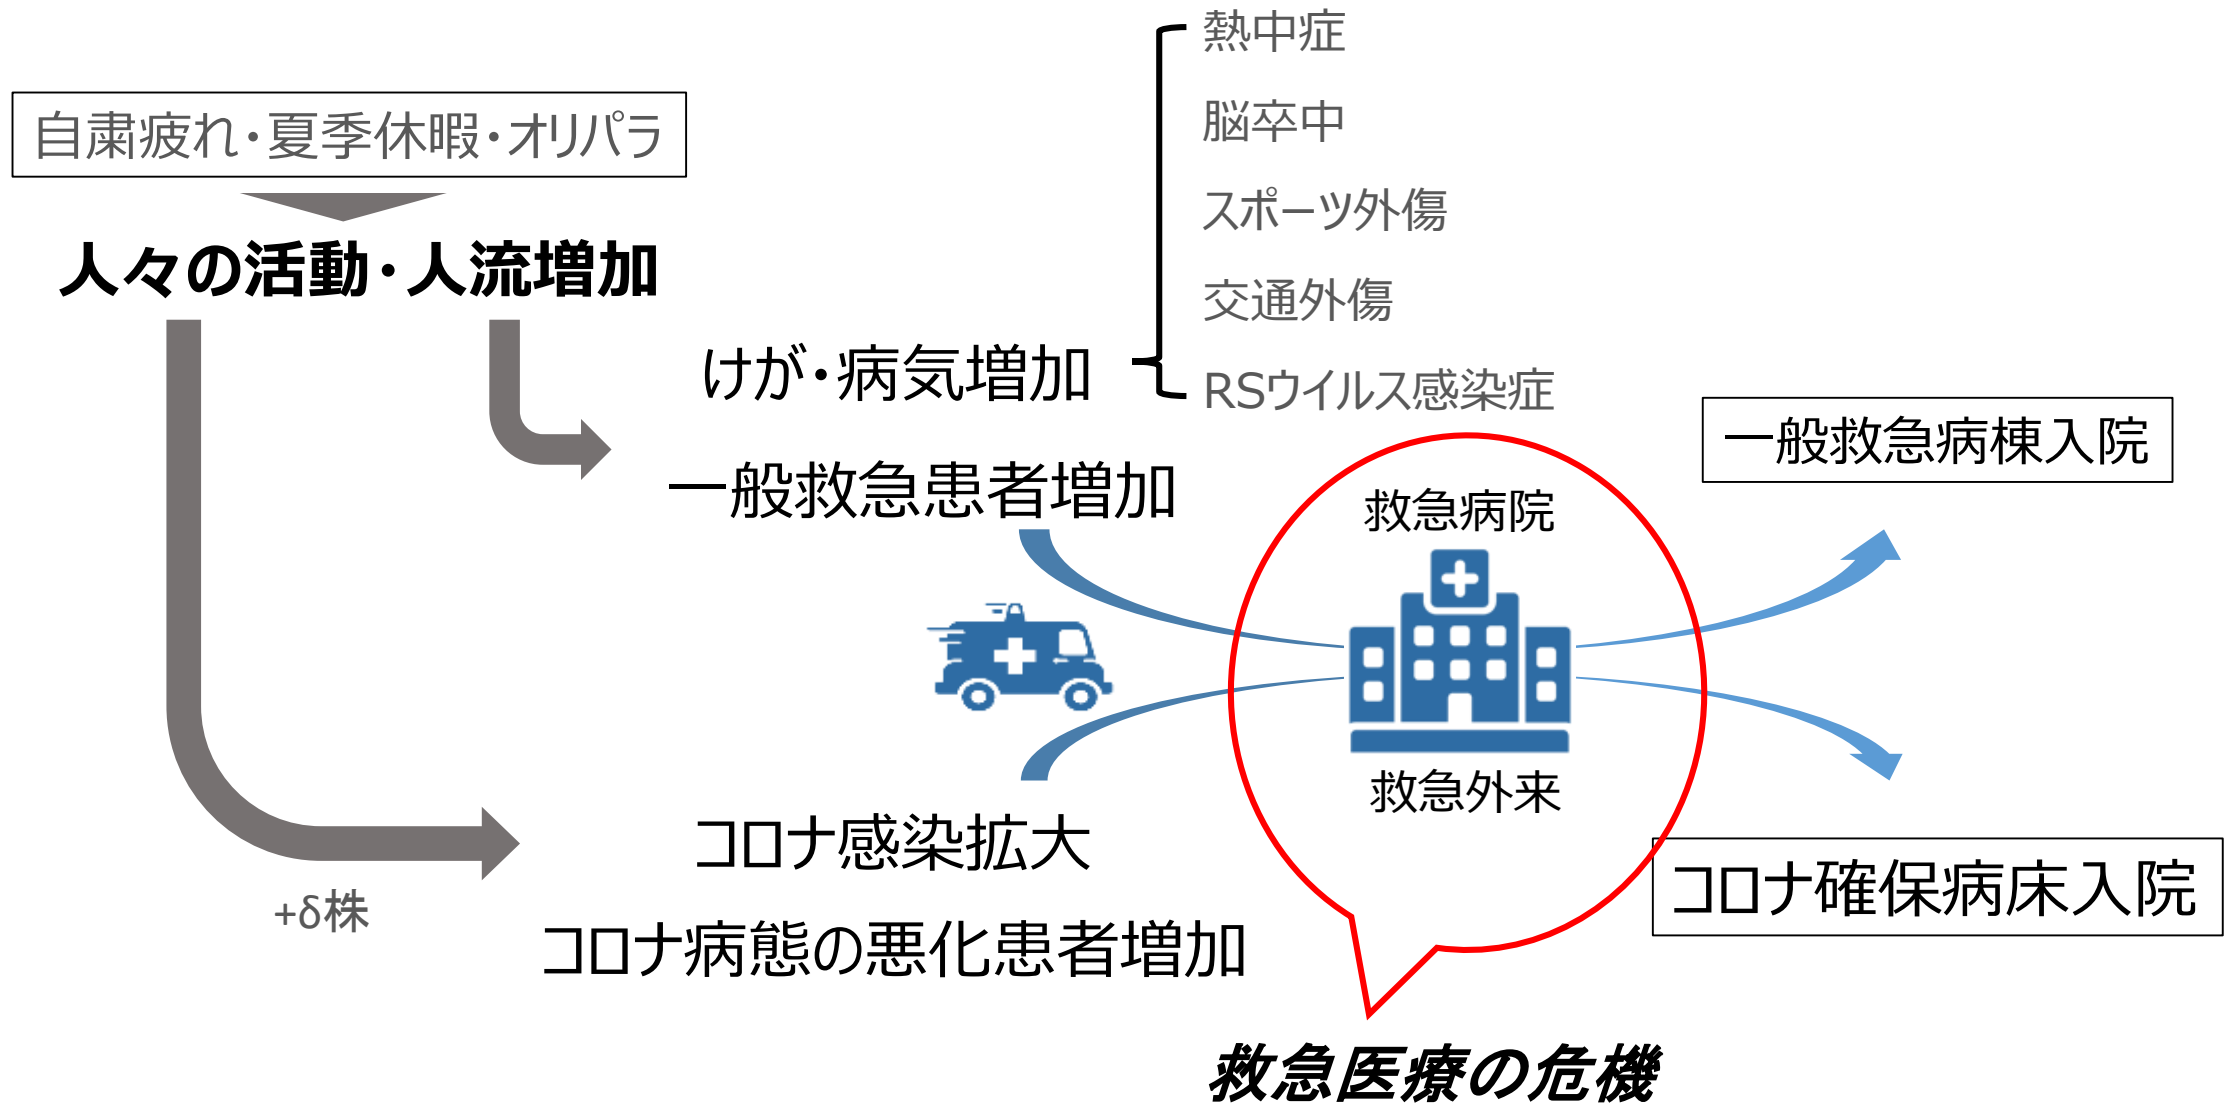 自粛疲れ・夏季休暇・オリパラ
人々の活動・人流増加
けが・病気増加
熱中症
脳卒中
スポーツ外傷
交通外傷
RSウイルス感染症
一般救急患者増加
救急病院
救急外来
一般救急病棟入院
コロナ確保病床入院
+δ株
コロナ感染拡大
コロナ病態の悪化患者増加
救急医療の危機